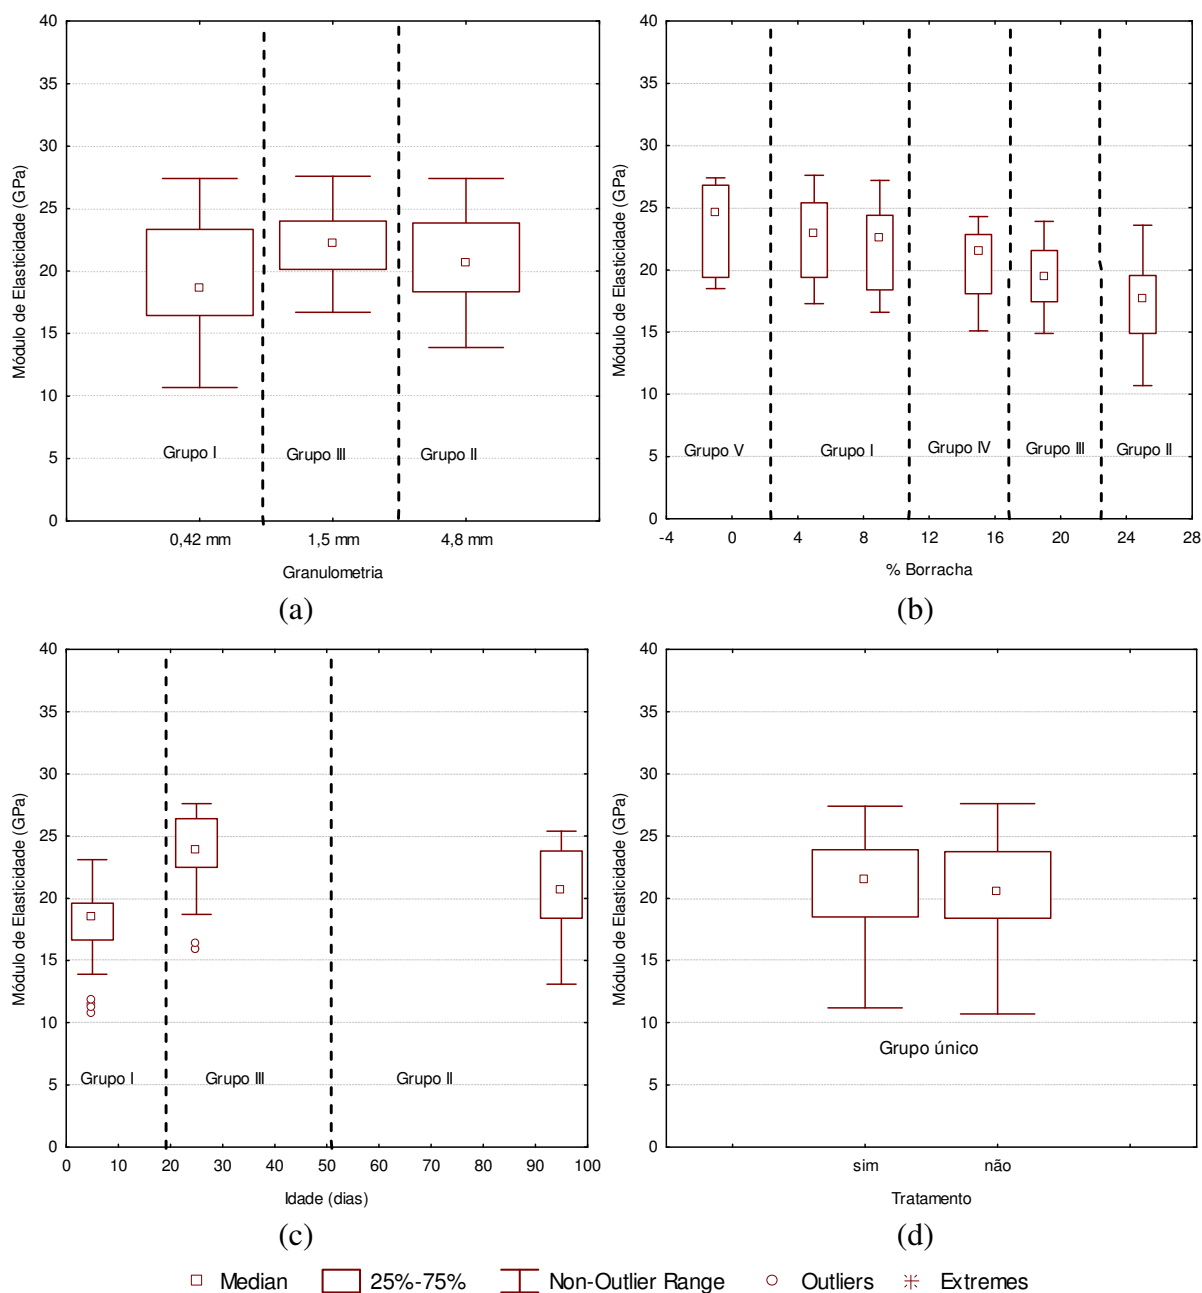 40
35
30
25
20
15
10
5
0
Módulo de Elasticidade (GPa)
Grupo I
Grupo III
Grupo II
0,42 mm 1,5 mm 4,8 mm
Granulometria
(a)
40
35
30
25
20
15
10
5
0
Módulo de Elasticidade (GPa)
Grupo V
Grupo I
Grupo IV
Grupo III
Grupo II
-4 0 4 8 12 16 20 24 28
% Borracha
(b)
40
35
30
25
20
15
10
5
0
Módulo de Elasticidade (GPa)
Grupo I
Grupo III
Grupo II
0 10 20 30 40 50 60 70 80 90 100
Idade (dias)
(c)
40
35
30
25
20
15
10
5
0
Módulo de Elasticidade (GPa)
Grupo único
sim não
Tratamento
(d)
Median 25%-75% Non-Outlier Range Outliers Extremes